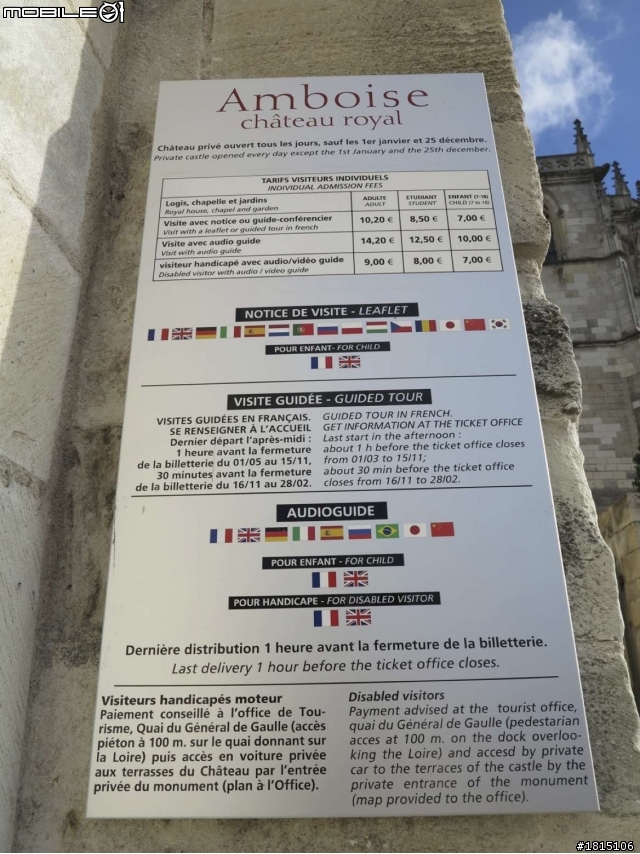 MOBILE01
Amboise
château royal
Château privé ouvert tous les jours, sauf les 1er janvier et 25 décembre.
Private castle opened every day except the 1st January and the 25th december.
TARIFS VISITEURS INDIVIDUELS
INDIVIDUAL ADMISSION FEES
Logis, chapelle et jardins ADULTE ETUDIANT ENFANT (7-18)
Royal house, chapel and garden ADULT STUDENT CHILD (7 to 18)
Visite avec notice ou guide-conférencier 10,20 € 8,50 € 7,00 €
Visit with a leaflet or guided tour in french
Visite avec audio guide 14,20 € 12,50 € 10,00 €
Visit with audio guide
visiteur handicapé avec audio/vidéo guide 9,00 € 8,00 € 7,00 €
Disabled visitor with audio / video guide
NOTICE DE VISITE - LEAFLET
POUR ENFANT- FOR CHILD
VISITE GUIDÉE - GUIDED TOUR
VISITES GUIDÉES EN FRANÇAIS.
SE RENSEIGNER À L'ACCUEIL
Dernier départ l'après-midi :
1 heure avant la fermeture
de la billetterie du 01/05 au 15/11,
30 minutes avant la fermeture
de la billetterie du 16/11 au 28/02.
GUIDED TOUR IN FRENCH.
GET INFORMATION AT THE TICKET OFFICE
Last start in the afternoon :
about 1 h before the ticket office closes
from 01/03 to 15/11;
about 30 min before the ticket office
closes from 16/11 to 28/02.
AUDIOGUIDE
POUR ENFANT - FOR CHILD
POUR HANDICAPE - FOR DISABLED VISITOR
Dernière distribution 1 heure avant la fermeture de la billetterie.
Last delivery 1 hour before the ticket office closes.
Visiteurs handicapés moteur
Paiement conseillé à l'office de Tou-
risme, Quai du Général de Gaulle (accès
piéton à 100 m. sur le quai donnant sur
la Loire) puis accès en voiture privée
aux terrasses du Château par l'entrée
privée du monument (plan à l'Office).
Disabled visitors
Payment advised at the tourist office,
quai du Général de Gaulle (pedestarian
acces at 100 m. on the dock overloo-
king the Loire) and accesd by private
car to the terraces of the castle by the
private entrance of the monument
(map provided to the office).
#1815106